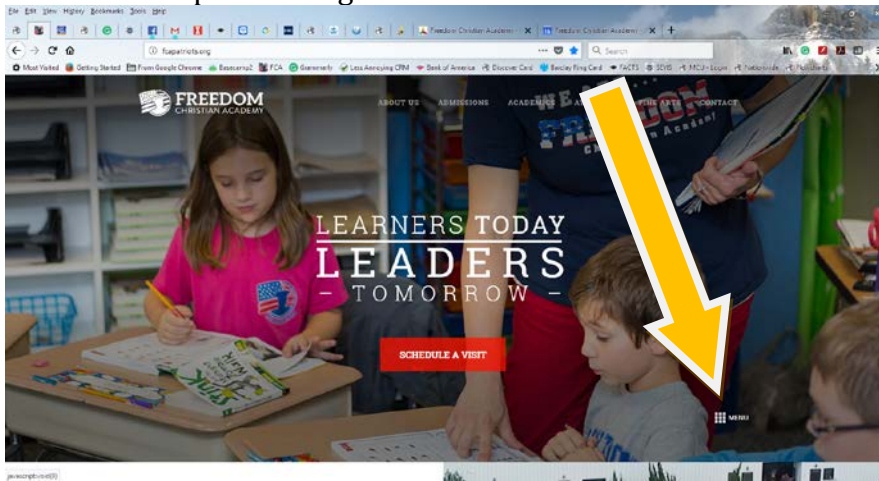 File Edit View History Bookmarks Tools Help
Freedom Christian Academy
Freedom Christian Academy
fcapatriots.org
Search
Most Visited Getting Started From Google Chrome Basecamp2 FCA Grammarly Less Annoying CRM Bank of America Discover Card Barclay Ring Card FACTS SEVIS MCU - Login Nationwide
FREEDOM
CHRISTIAN ACADEMY
ABOUT US ADMISSIONS ACADEMICS FINE ARTS CONTACT
WE A
FREEDOM
Christian Academy
LEARNERS TODAY
LEADERS
– TOMORROW –
SCHEDULE A VISIT
MENU
javascript:void(0)